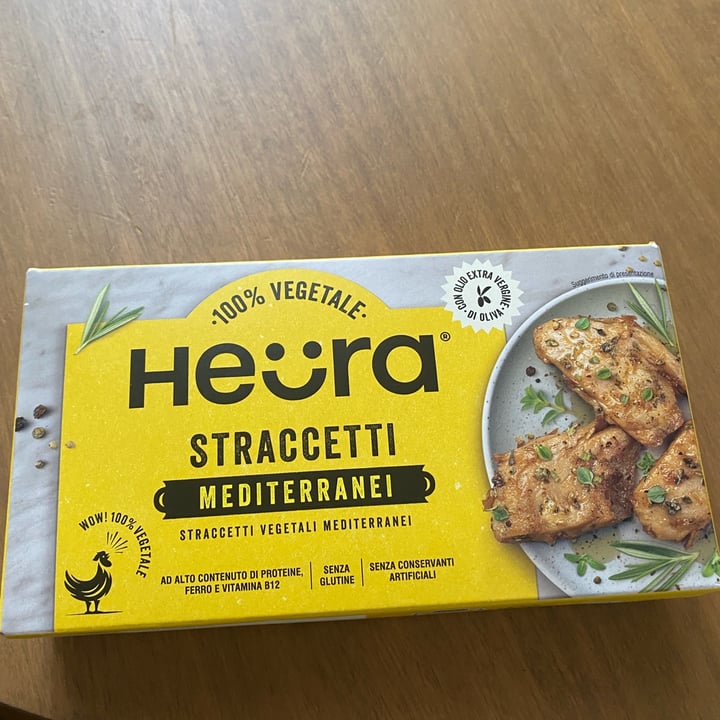 Suggerimento di presentazione
·100% VEGETALE·
·CON OLIO EXTRA VERGINE·
DI OLIVA
Heüra®
STRACCETTI
MEDITERRANEI
STRACCETTI VEGETALI MEDITERRANEI
WOW! 100% VEGETALE
AD ALTO CONTENUTO DI PROTEINE,
FERRO E VITAMINA B12
SENZA
GLUTINE
SENZA CONSERVANTI
ARTIFICIALI